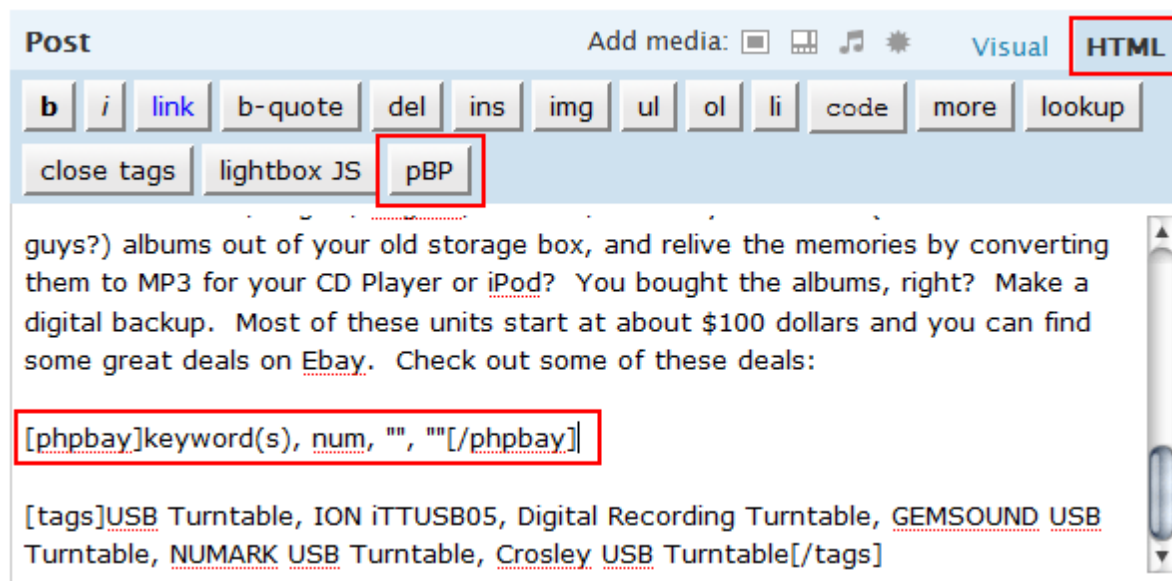 Post Add media: Visual HTML
b i link b-quote del ins img ul ol li code more lookup
close tags lightbox JS pBP
guys?) albums out of your old storage box, and relive the memories by converting
them to MP3 for your CD Player or iPod? You bought the albums, right? Make a
digital backup. Most of these units start at about $100 dollars and you can find
some great deals on Ebay. Check out some of these deals:
[phpbay]keyword(s), num, "", ""[/phpbay]
[tags]USB Turntable, ION iTTUSB05, Digital Recording Turntable, GEMSOUND USB
Turntable, NUMARK USB Turntable, Crosley USB Turntable[/tags]